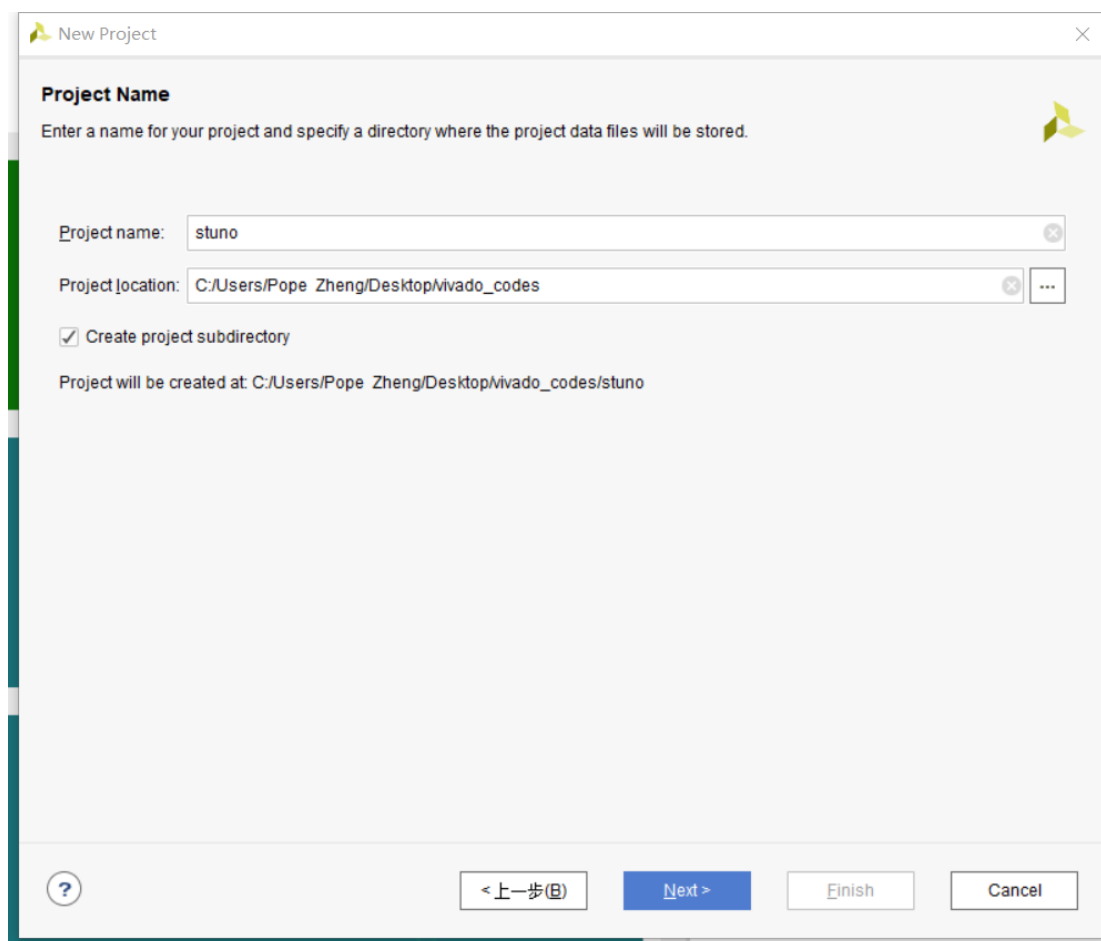 New Project
Project Name
Enter a name for your project and specify a directory where the project data files will be stored.
Project name: stuno
Project location: C:/Users/Pope Zheng/Desktop/vivado_codes ...
Create project subdirectory
Project will be created at: C:/Users/Pope Zheng/Desktop/vivado_codes/stuno
? < 上一步(B) Next > Finish Cancel